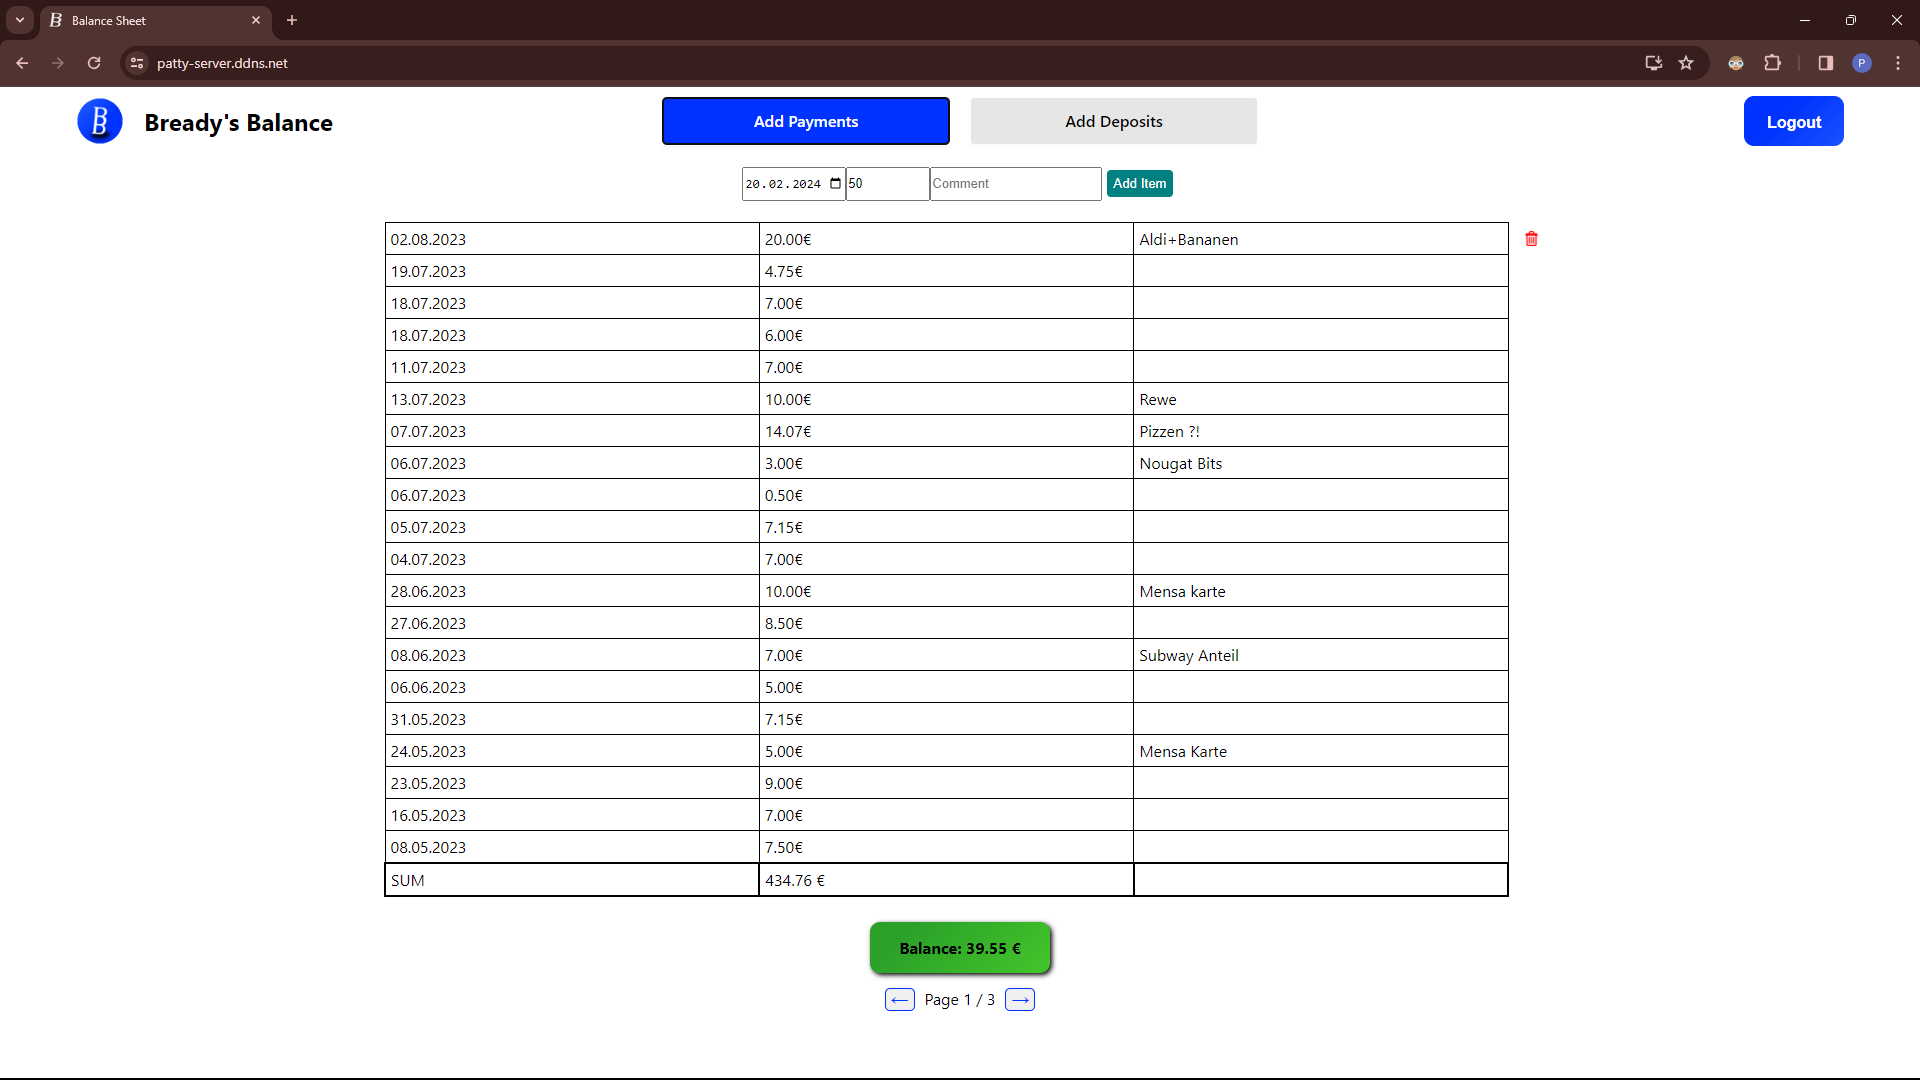 Balance Sheet
patty-server.ddns.net
P
B Bready's Balance
Add Payments
Add Deposits
Logout
20.02.2024 50 Comment Add Item
02.08.2023 20.00€ Aldi+Bananen
19.07.2023 4.75€
18.07.2023 7.00€
18.07.2023 6.00€
11.07.2023 7.00€
13.07.2023 10.00€ Rewe
07.07.2023 14.07€ Pizzen ?!
06.07.2023 3.00€ Nougat Bits
06.07.2023 0.50€
05.07.2023 7.15€
04.07.2023 7.00€
28.06.2023 10.00€ Mensa karte
27.06.2023 8.50€
08.06.2023 7.00€ Subway Anteil
06.06.2023 5.00€
31.05.2023 7.15€
24.05.2023 5.00€ Mensa Karte
23.05.2023 9.00€
16.05.2023 7.00€
08.05.2023 7.50€
SUM 434.76 €
Balance: 39.55 €
← Page 1 / 3 →